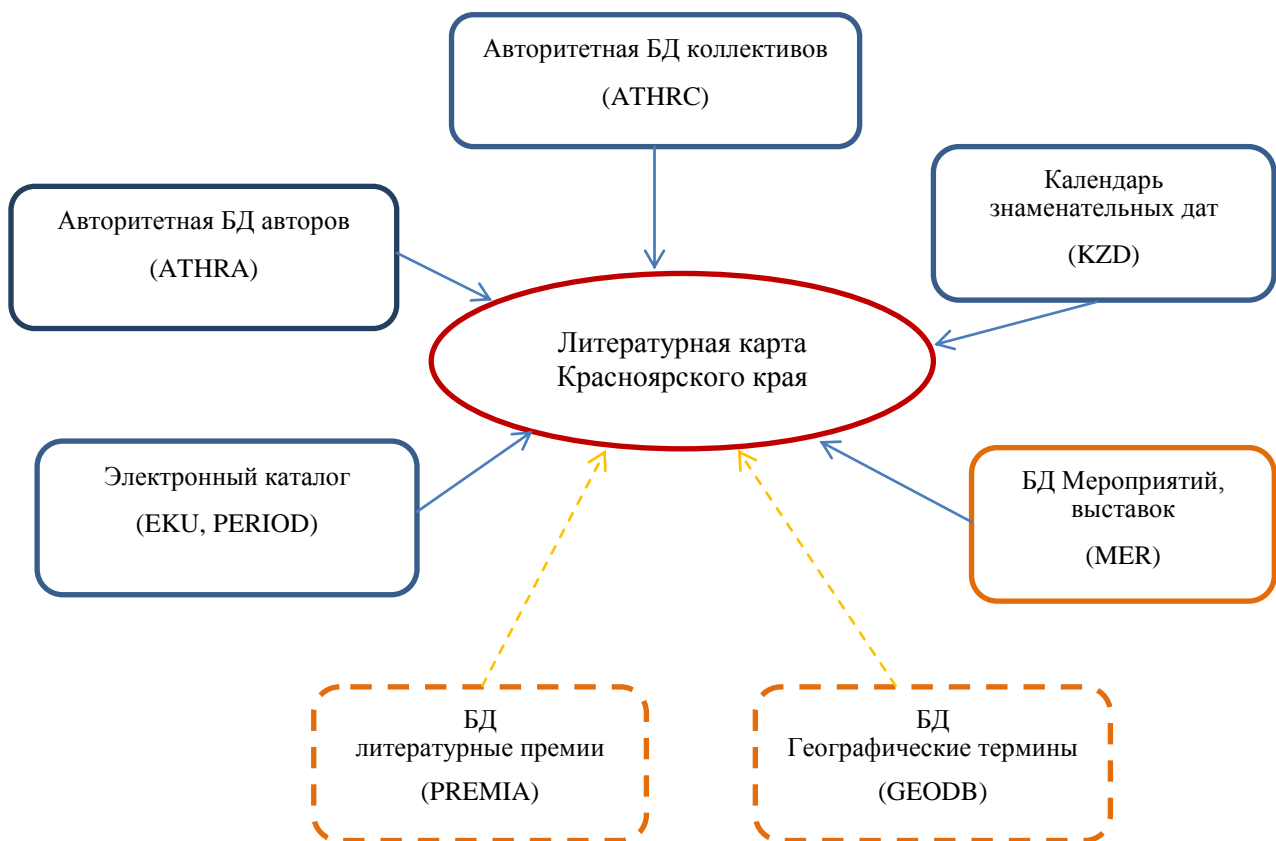 Авторитетная БД коллективов
(ATHRC)
Авторитетная БД авторов
(ATHRA)
Календарь
знаменательных дат
(KZD)
Литературная карта
Красноярского края
Электронный каталог
(EKU, PERIOD)
БД Мероприятий,
выставок
(MER)
БД
литературные премии
(PREMIA)
БД
Географические термины
(GEODB)